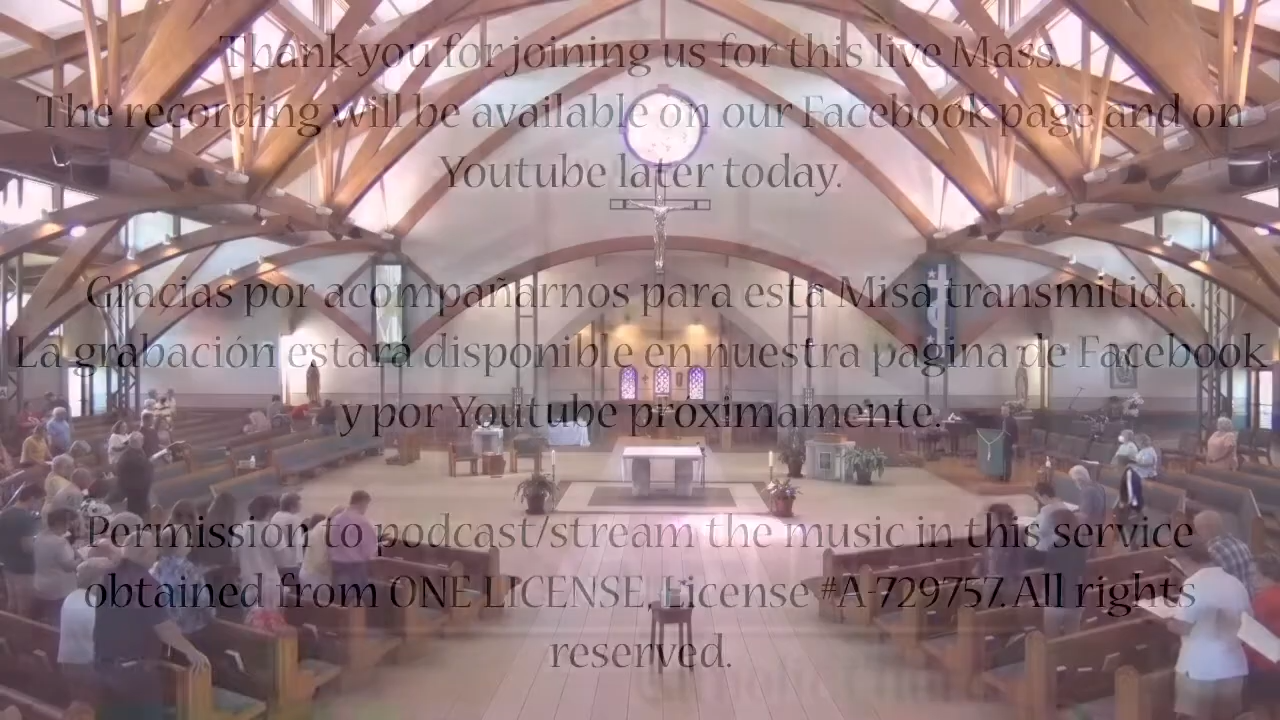 Thank you for joining us for this live Mass.
The recording will be available on our Facebook page and on
Youtube later today.
Gracias por acompañarnos para esta Misa transmitida.
La grabación estara disponible en nuestra pagina de Facebook
y por Youtube proximamente.
Permission to podcast/stream the music in this service
obtained from ONE LICENSE, License #A-729757. All rights
reserved.